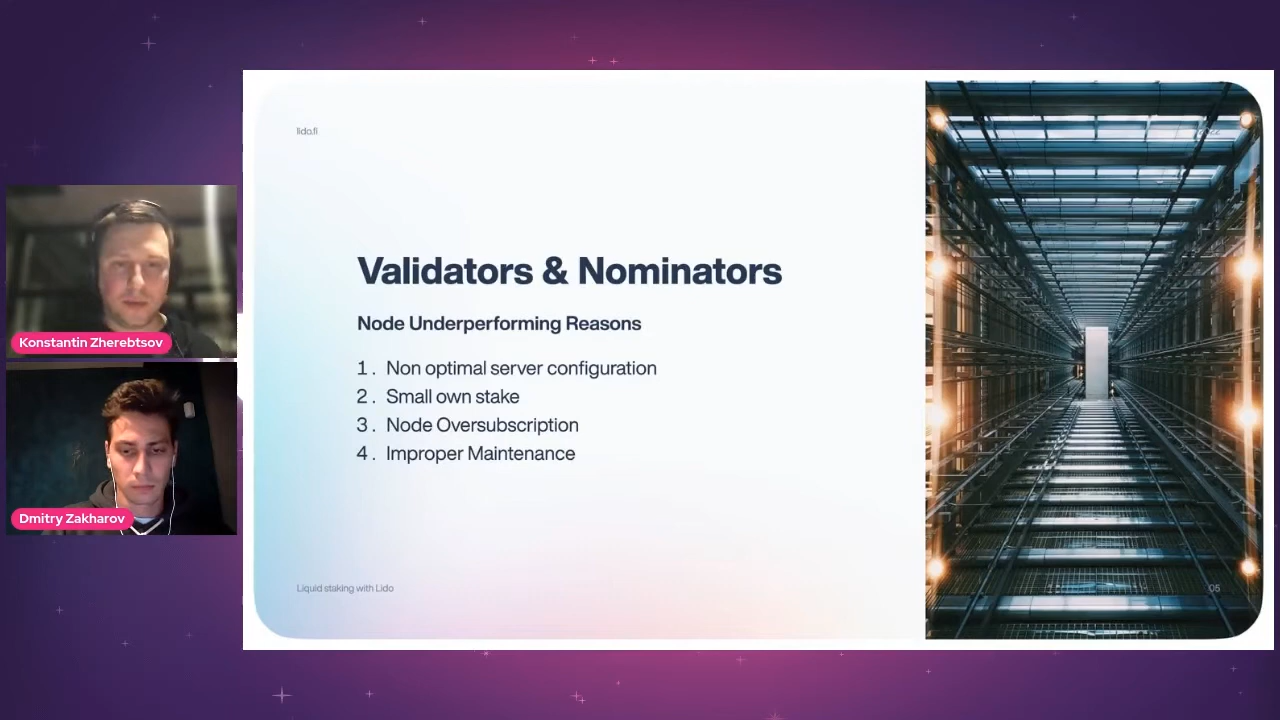 lido.fi
Validators & Nominators
Node Underperforming Reasons
1. Non optimal server configuration
2. Small own stake
3. Node Oversubscription
4. Improper Maintenance
Liquid staking with Lido
05
Konstantin Zherebtsov
Dmitry Zakharov